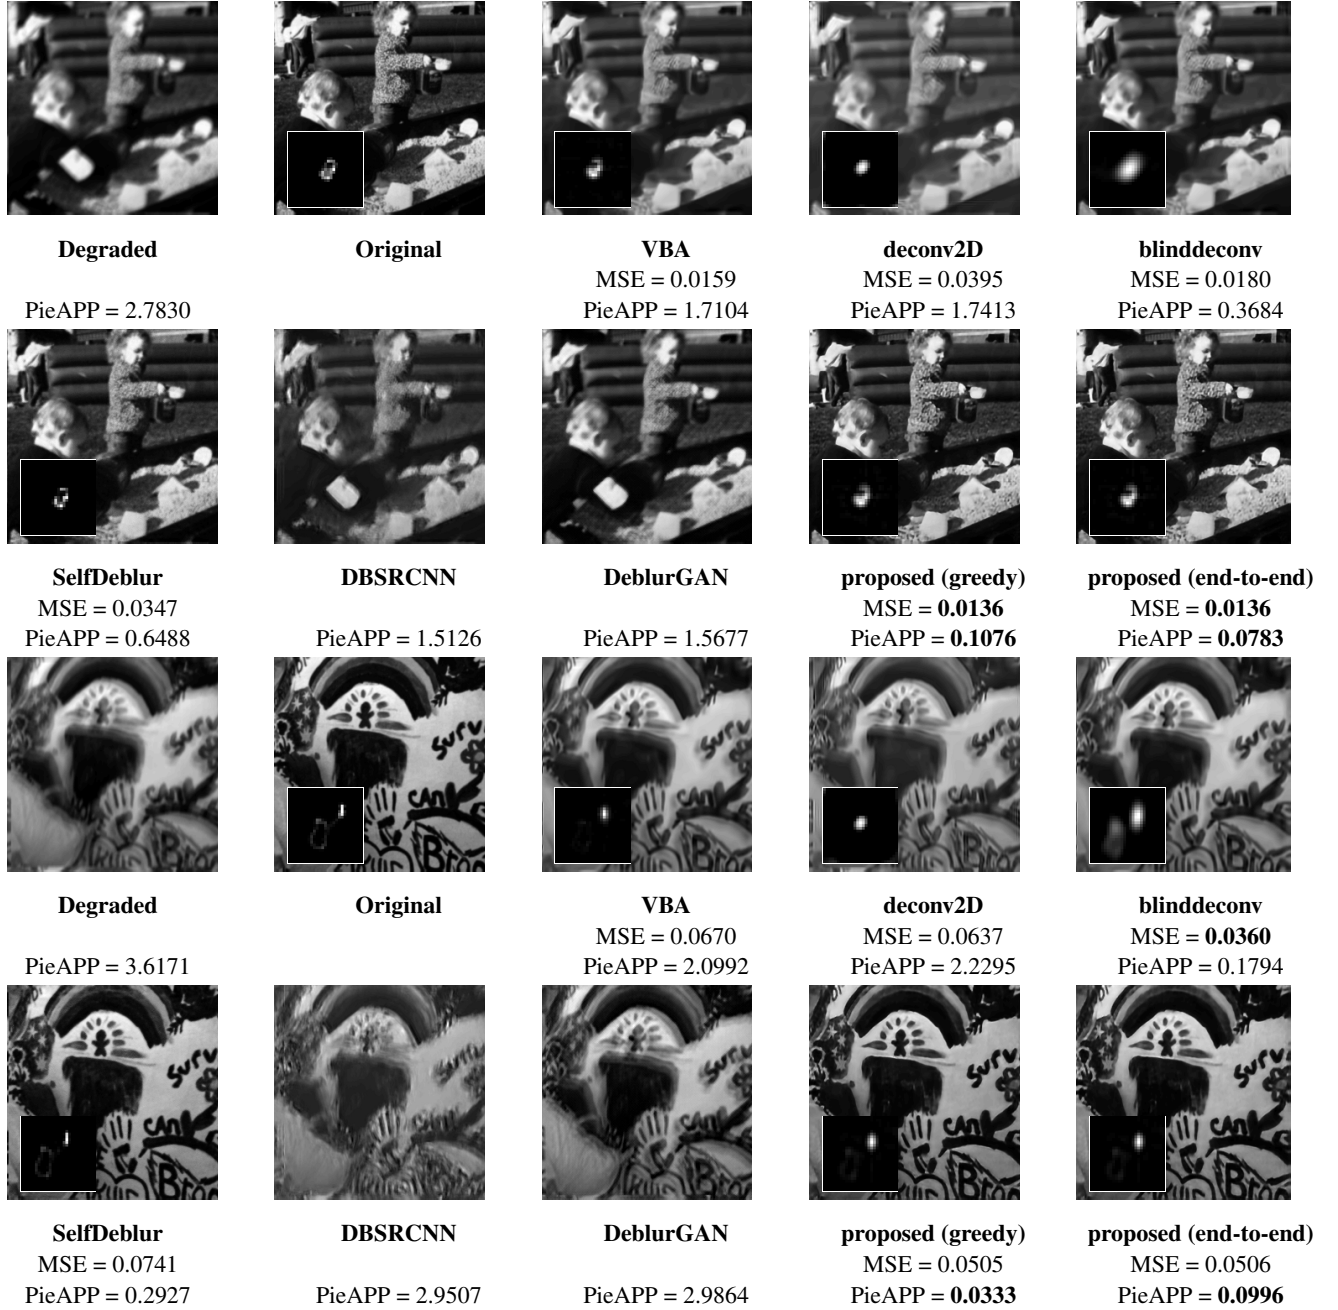 Degraded Original VBA deconv2D blinddeconv
MSE = 0.0159 MSE = 0.0395 MSE = 0.0180
PieAPP = 2.7830 PieAPP = 1.7104 PieAPP = 1.7413 PieAPP = 0.3684
SelfDeblur DBSRCNN DeblurGAN proposed (greedy) proposed (end-to-end)
MSE = 0.0347 MSE = 0.0136 MSE = 0.0136
PieAPP = 0.6488 PieAPP = 1.5126 PieAPP = 1.5677 PieAPP = 0.1076 PieAPP = 0.0783
Surv
CAN
Bro
Degraded Original VBA deconv2D blinddeconv
MSE = 0.0670 MSE = 0.0637 MSE = 0.0360
PieAPP = 3.6171 PieAPP = 2.0992 PieAPP = 2.2295 PieAPP = 0.1794
SelfDeblur DBSRCNN DeblurGAN proposed (greedy) proposed (end-to-end)
MSE = 0.0741 MSE = 0.0505 MSE = 0.0506
PieAPP = 0.2927 PieAPP = 2.9507 PieAPP = 2.9864 PieAPP = 0.0333 PieAPP = 0.0996